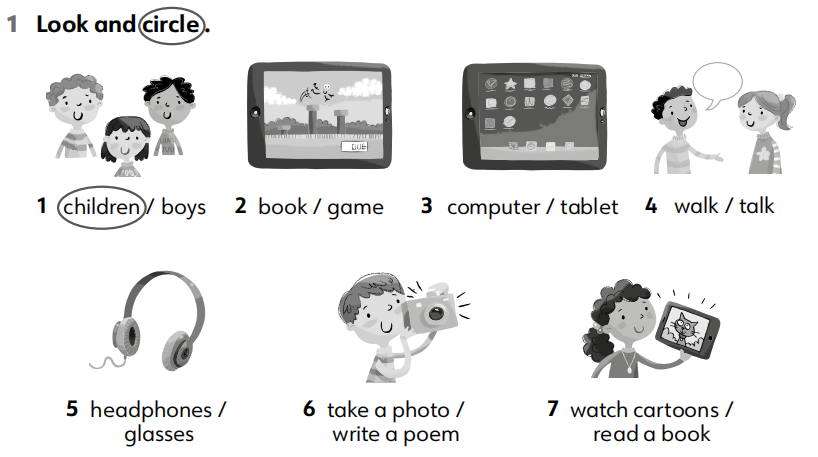 1 Look and circle.
1 children / boys
2 book / game
3 computer / tablet
4 walk / talk
5 headphones /
glasses
6 take a photo /
write a poem
7 watch cartoons /
read a book